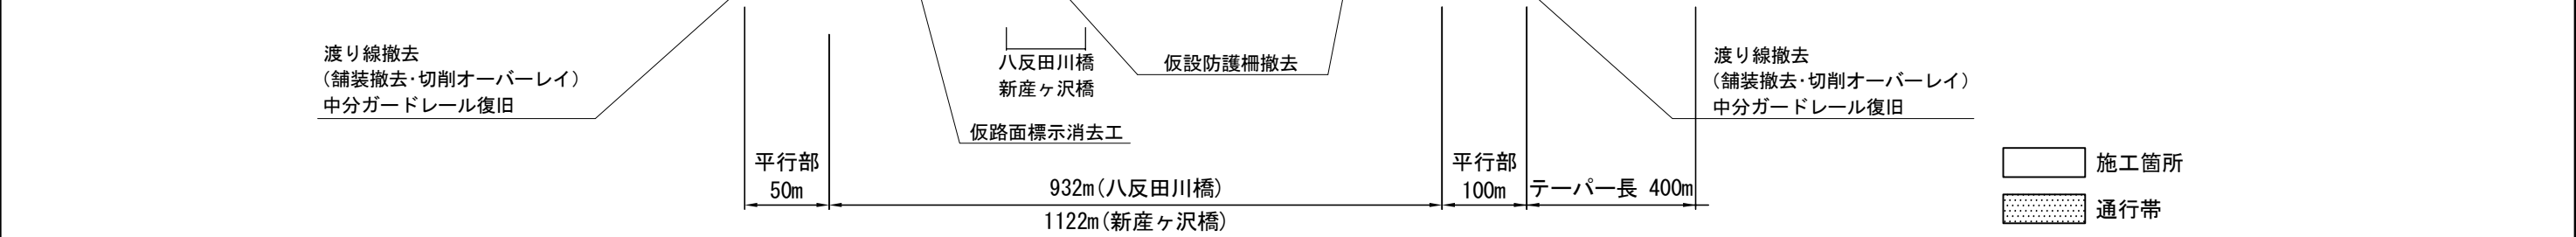 渡り線撤去
(舗装撤去・切削オーバーレイ)
中分ガードレール復旧
八反田川橋
新産ヶ沢橋
仮設防護柵撤去
仮路面標示消去工
渡り線撤去
(舗装撤去・切削オーバーレイ)
中分ガードレール復旧
平行部
50m
932m(八反田川橋)
1122m(新産ヶ沢橋)
平行部
100m
テーパー長 400m
施工箇所
通行帯